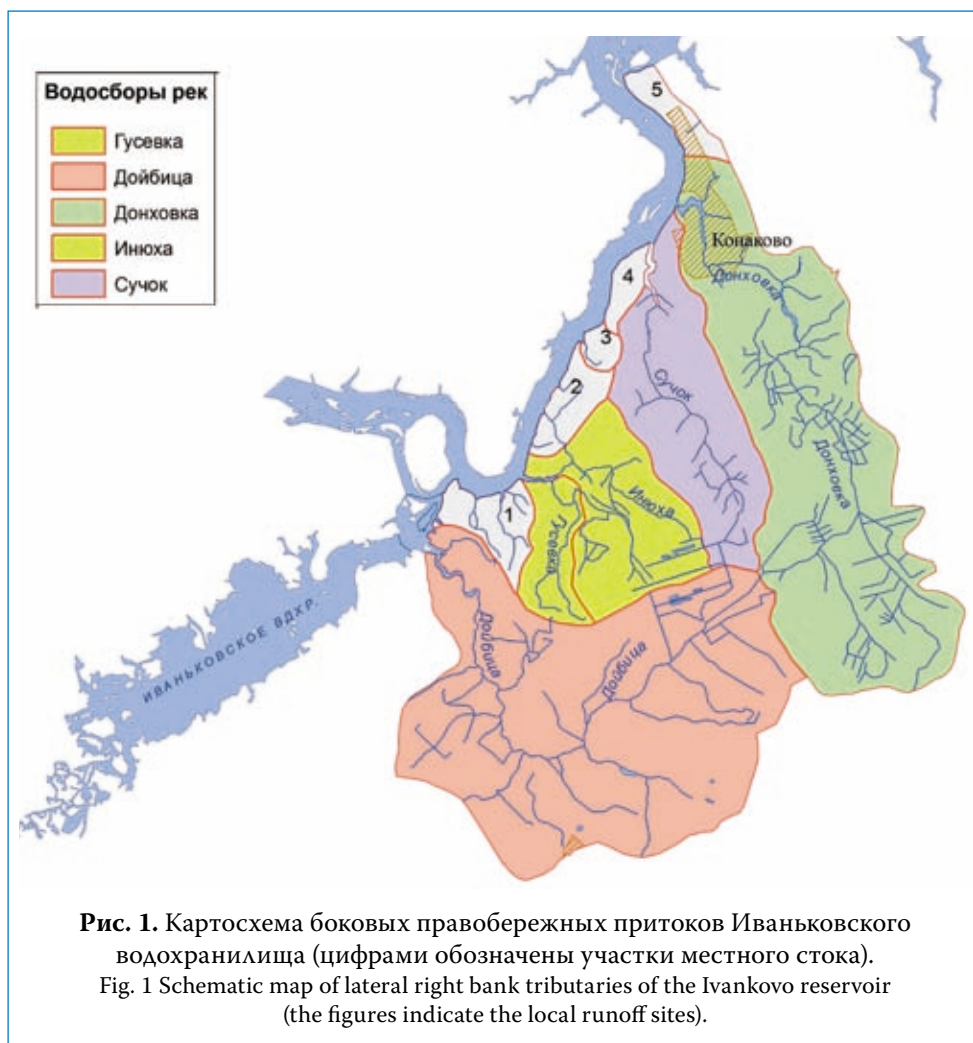 Водосборы рек
Гусевка
Дойбица
Донховка
Инюха
Сучок
5
Конаково
Донховка
4
3
2
Сучок
Донховка
Инюха
1
Гусевка
ИВАНЬКОВСКОЕ ВДХР.
Дойбица
Дойбица
Рис. 1. Картосхема боковых правобережных притоков Иваньковского
водохранилища (цифрами обозначены участки местного стока).
Fig. 1 Schematic map of lateral right bank tributaries of the Ivankovo reservoir
(the figures indicate the local runoff sites).